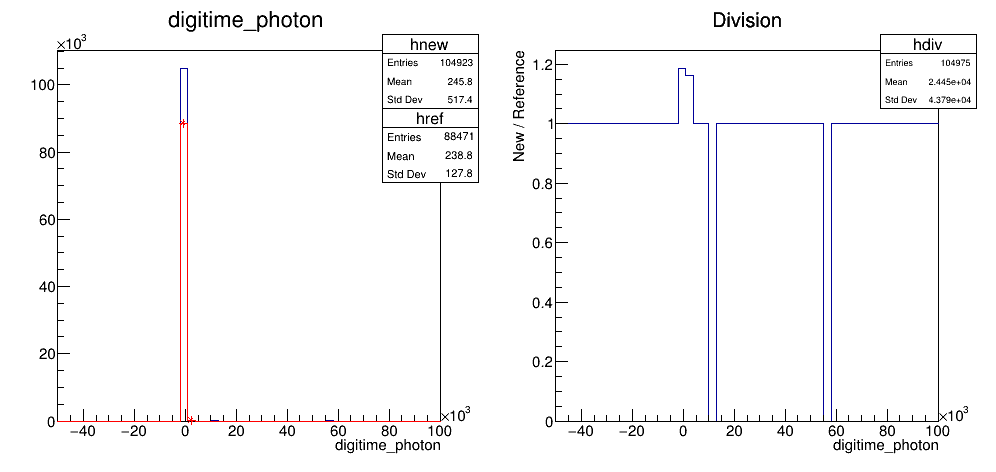 digitime_photon
×10³
hnew
Entries 104923
Mean 245.8
Std Dev 517.4
href
Entries 88471
Mean 238.8
Std Dev 127.8
100
80
60
40
20
0
−40 −20 0 20 40 60 80 100
×10³
digitime_photon
Division
hdiv
Entries 104975
Mean 2.445e+04
Std Dev 4.379e+04
New / Reference
1.2
1
0.8
0.6
0.4
0.2
0
−40 −20 0 20 40 60 80 100
×10³
digitime_photon